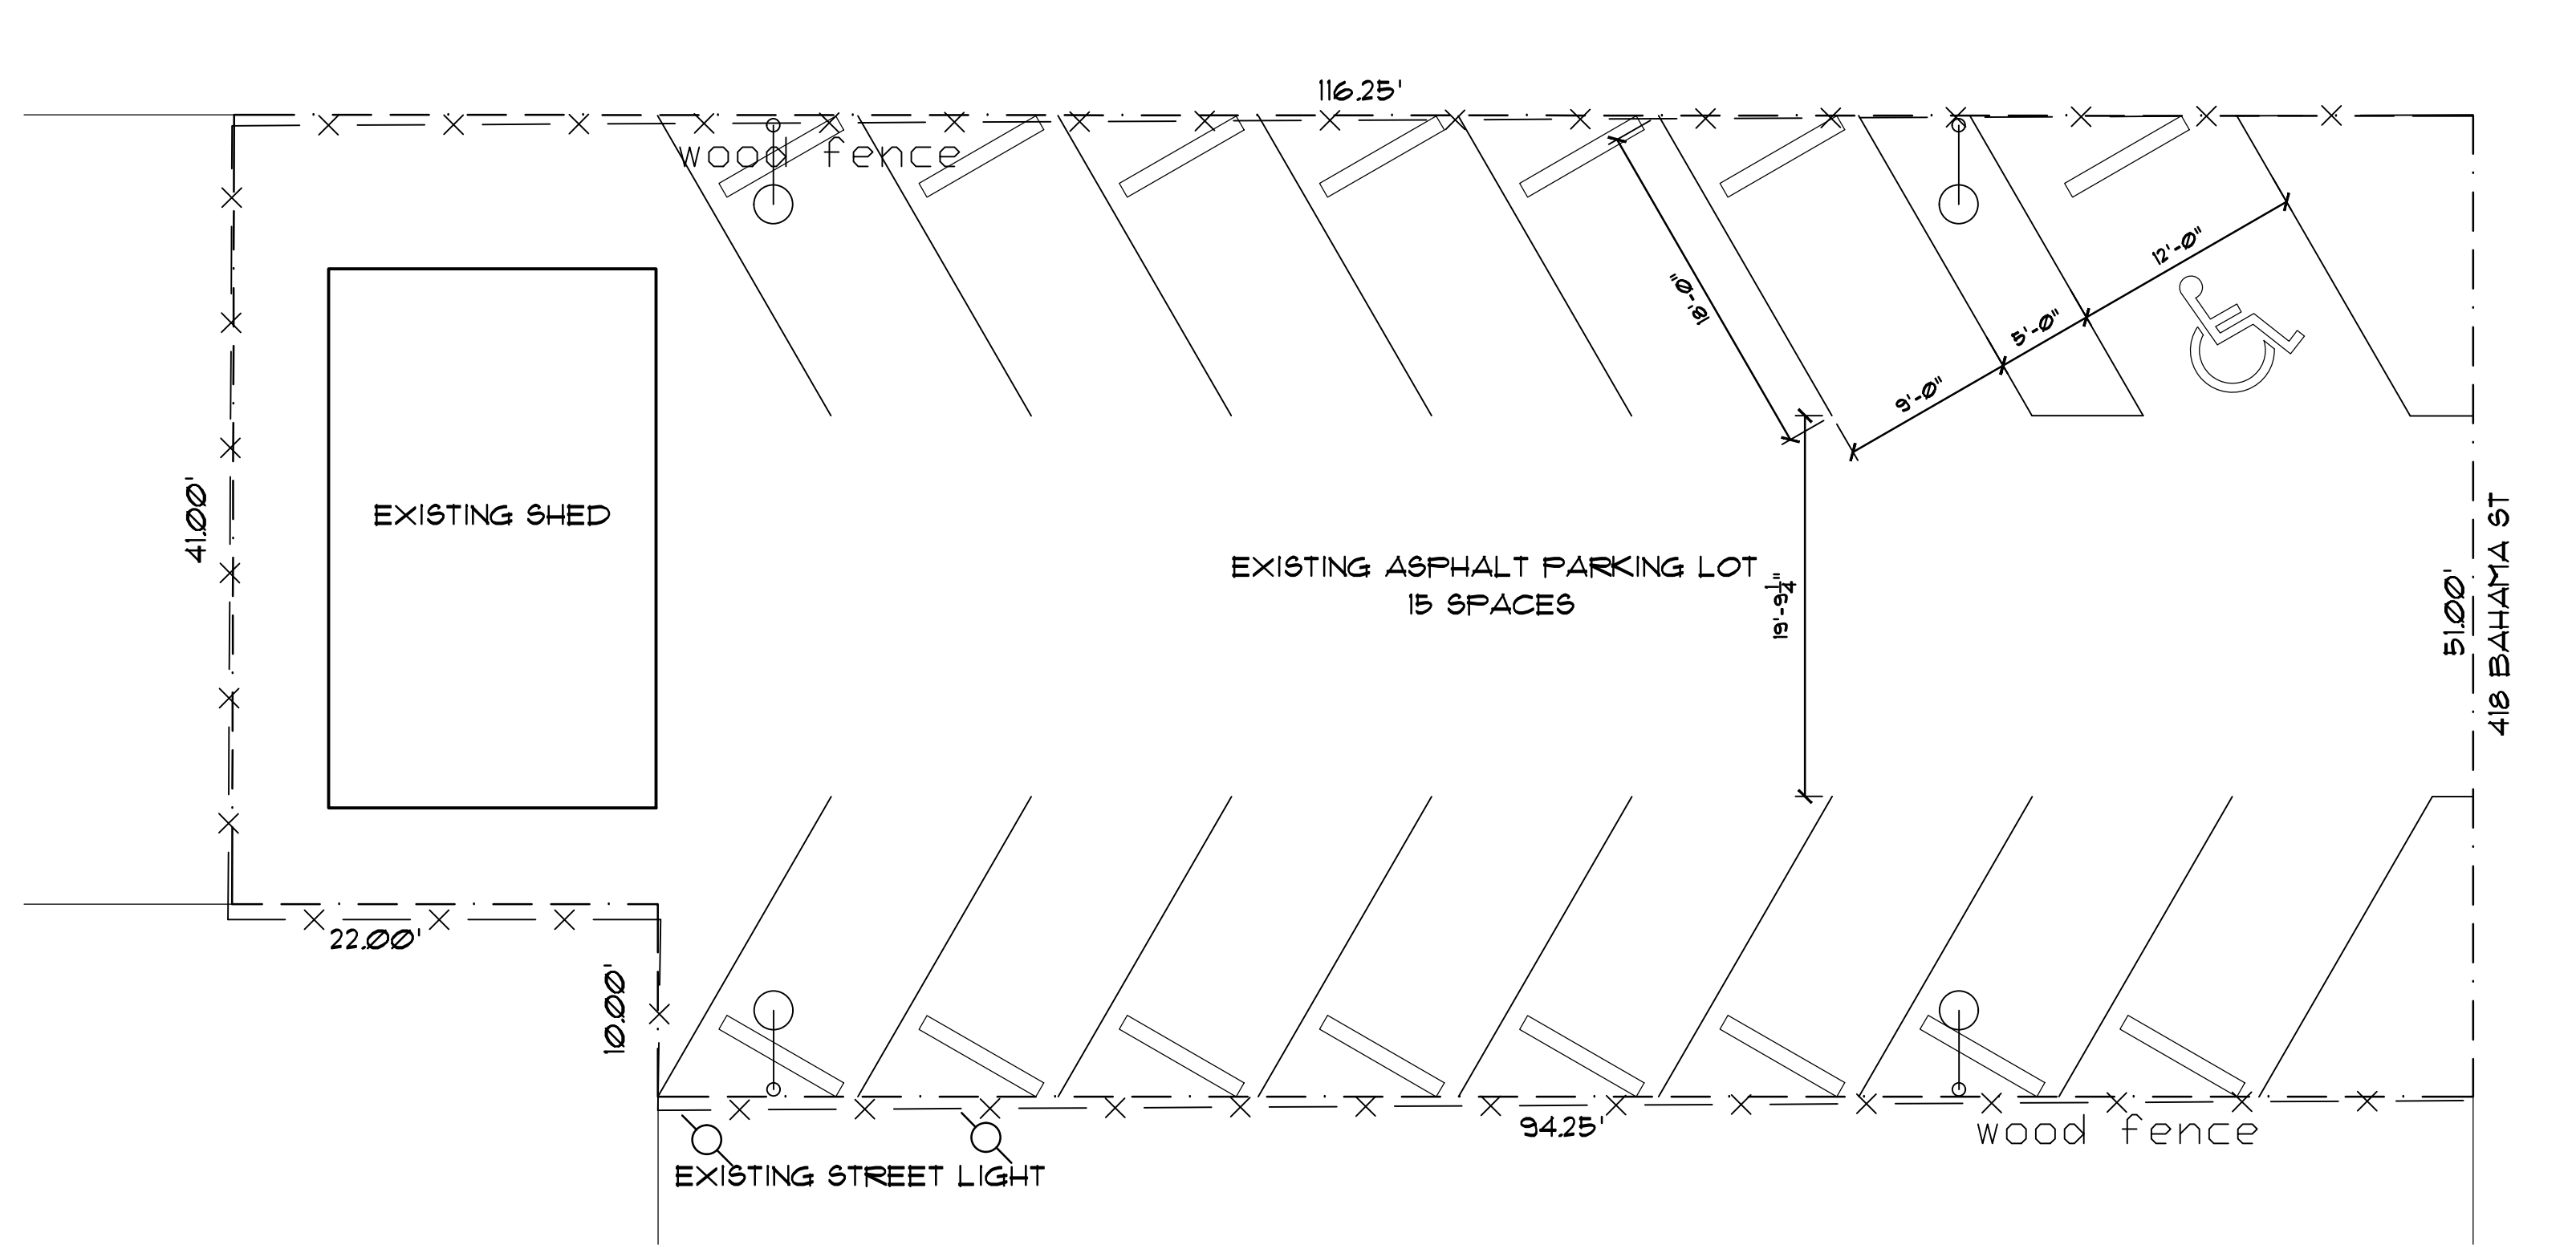 116.25'
wood fence
12'-0"
18'-0"
5'-0"
9'-0"
EXISTING SHED
41.00'
EXISTING ASPHALT PARKING LOT
15 SPACES
19'-9 1/4"
51.00'
418 BAHAMA ST
22.00'
10.00'
94.25'
wood fence
EXISTING STREET LIGHT